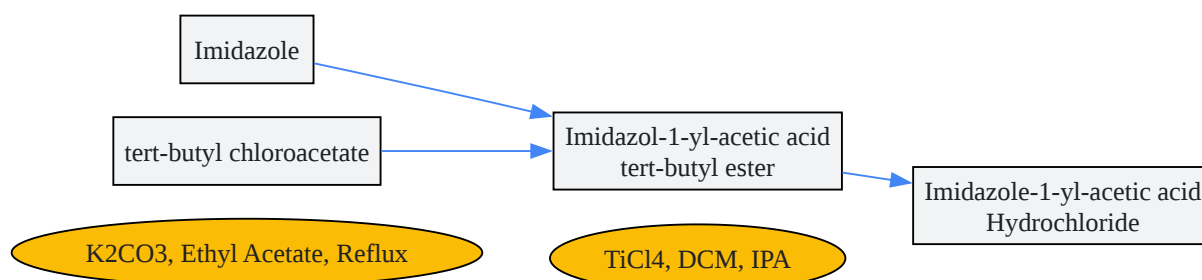 Imidazole
tert-butyl chloroacetate
Imidazol-1-yl-acetic acid
tert-butyl ester
Imidazole-1-yl-acetic acid
Hydrochloride
K2CO3, Ethyl Acetate, Reflux
TiCl4, DCM, IPA